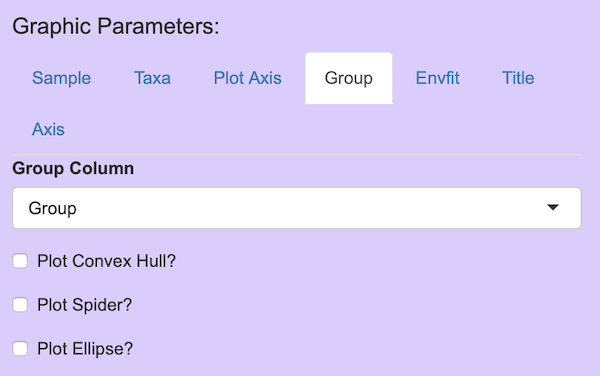 Graphic Parameters:
Sample Taxa Plot Axis Group Envfit Title
Axis
Group Column
Group
Plot Convex Hull?
Plot Spider?
Plot Ellipse?